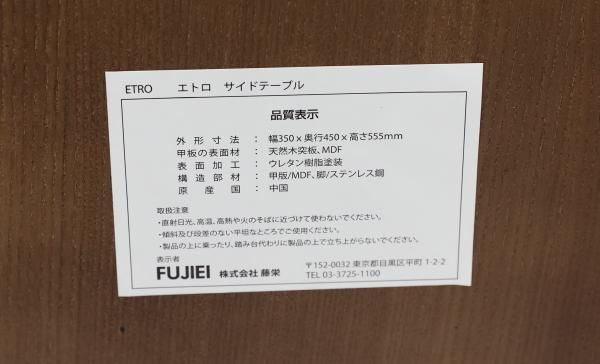 ETRO エトロ サイドテーブル
品質表示
外形寸法 : 幅350x奥行450x高さ555mm
甲板の表面材 : 天然木突板、MDF
表面加工 : ウレタン樹脂塗装
構造部材 : 甲版/MDF、脚/ステンレス鋼
原産国 : 中国
取扱注意
・直射日光、高温、高熱や火のそばに近づけて使わないでください。
・傾斜及び段差のない平坦なところでご使用ください。
・製品の上に乗ったり、踏み台代わりに製品の上で立ち上がらないでください。
表示者
FUJIEI 株式会社 藤栄
〒152-0032 東京都目黒区平町 1-2-2
TEL 03-3725-1100